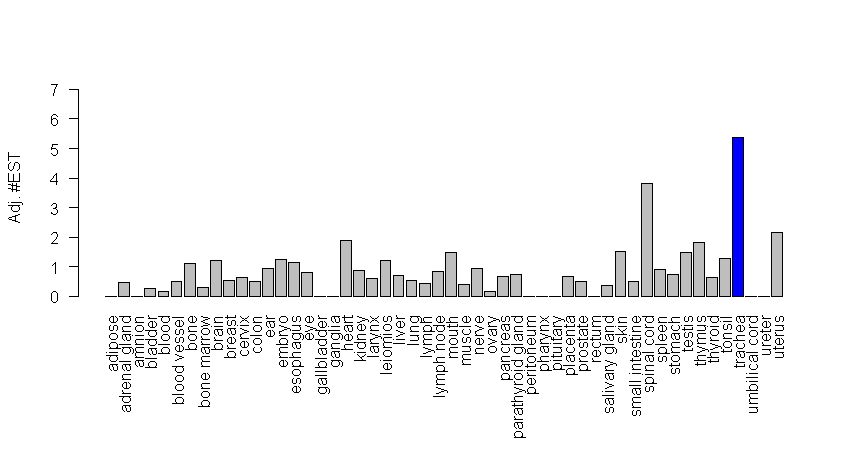 Adj. #EST
7
6
5
4
3
2
1
0
adipose
adrenal gland
amnion
bladder
blood
blood vessel
bone
bone marrow
brain
breast
cervix
colon
ear
embryo
esophagus
eye
gallbladder
ganglia
heart
kidney
larynx
leiomios
liver
lung
lymph
lymph node
mouth
muscle
nerve
ovary
pancreas
parathyroid gland
peritoneum
pharynx
pituitary
placenta
prostate
rectum
salivary gland
skin
small intestine
spinal cord
spleen
stomach
testis
thymus
thyroid
tonsil
trachea
umbilical cord
ureter
uterus